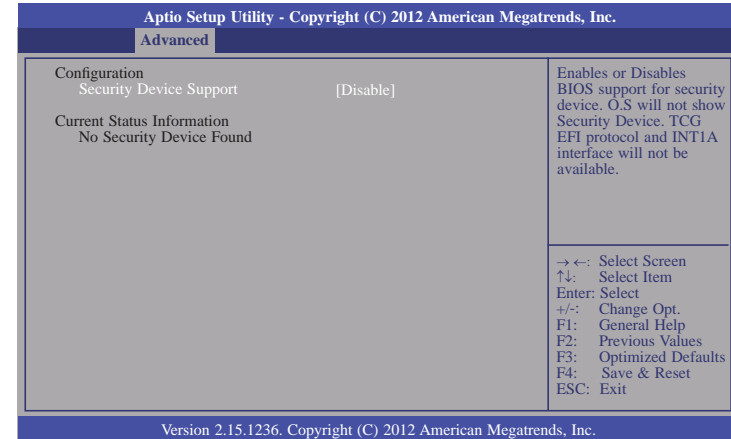 Aptio Setup Utility - Copyright (C) 2012 American Megatrends, Inc.
Advanced
Configuration
Security Device Support [Disable]
Current Status Information
No Security Device Found
Enables or Disables
BIOS support for security
device. O.S will not show
Security Device. TCG
EFI protocol and INT1A
interface will not be
available.
→ ←: Select Screen
↑↓: Select Item
Enter: Select
+/-: Change Opt.
F1: General Help
F2: Previous Values
F3: Optimized Defaults
F4: Save & Reset
ESC: Exit
Version 2.15.1236. Copyright (C) 2012 American Megatrends, Inc.